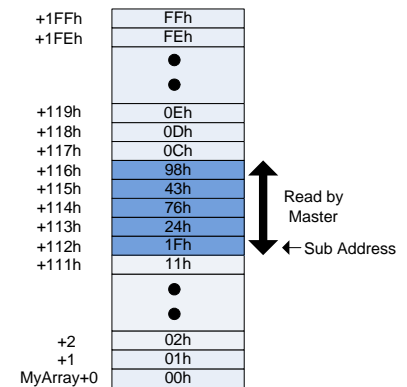 +1FFh FFh
+1FEh FEh
+119h 0Eh
+118h 0Dh
+117h 0Ch
+116h 98h
+115h 43h
+114h 76h
+113h 24h
+112h 1Fh
+111h 11h
Read by
Master
Sub Address
+2 02h
+1 01h
MyArray+0 00h